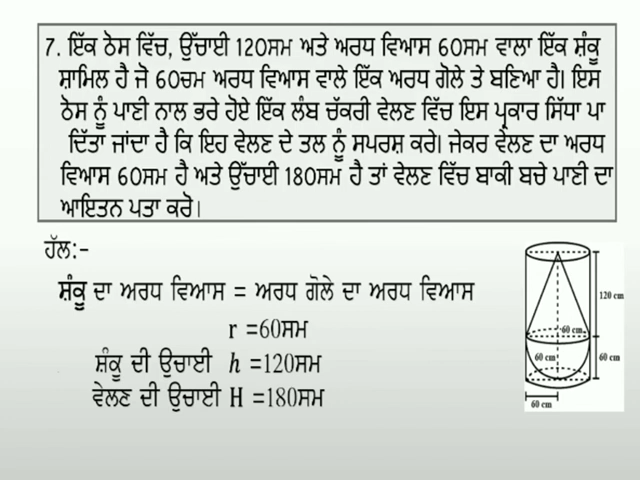 7. ਇੱਕ ਠੋਸ ਵਿੱਚ, ਉੱਚਾਈ 120ਸਮ ਅਤੇ ਅਰਧ ਵਿਆਸ 60ਸਮ ਵਾਲਾ ਇੱਕ ਸ਼ੰਕੂ
ਸ਼ਾਮਿਲ ਹੈ ਜੋ 60ਚਮ ਅਰਧ ਵਿਆਸ ਵਾਲੇ ਇੱਕ ਅਰਧ ਗੋਲੇ ਤੇ ਬਣਿਆ ਹੈ। ਇਸ
ਠੋਸ ਨੂੰ ਪਾਣੀ ਨਾਲ ਭਰੇ ਹੋਏ ਇੱਕ ਲੰਬ ਚੱਕਰੀ ਵੇਲਣ ਵਿੱਚ ਇਸ ਪ੍ਰਕਾਰ ਸਿੱਧਾ ਪਾ
ਦਿੱਤਾ ਜਾਂਦਾ ਹੈ ਕਿ ਇਹ ਵੇਲਣ ਦੇ ਤਲ ਨੂੰ ਸਪਰਸ਼ ਕਰੇ। ਜੇਕਰ ਵੇਲਣ ਦਾ ਅਰਧ
ਵਿਆਸ 60ਸਮ ਹੈ ਅਤੇ ਉੱਚਾਈ 180ਸਮ ਹੈ ਤਾਂ ਵੇਲਣ ਵਿੱਚ ਬਾਕੀ ਬਚੇ ਪਾਣੀ ਦਾ
ਆਇਤਨ ਪਤਾ ਕਰੋ।
ਹੱਲ:-
ਸ਼ੰਕੂ ਦਾ ਅਰਧ ਵਿਆਸ = ਅਰਧ ਗੋਲੇ ਦਾ ਅਰਧ ਵਿਆਸ
r =60ਸਮ
ਸ਼ੰਕੂ ਦੀ ਉਚਾਈ h =120ਸਮ
ਵੇਲਣ ਦੀ ਉਚਾਈ H =180ਸਮ
120 cm
60 cm
60 cm
60 cm
60 cm